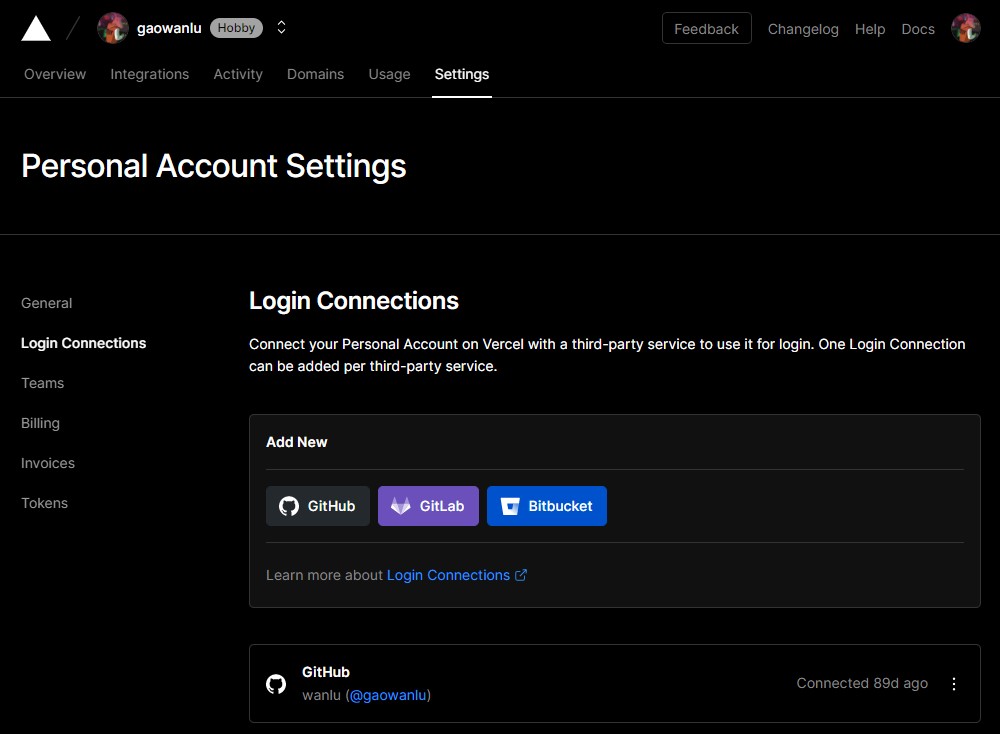 gaowanlu Hobby Feedback Changelog Help Docs
Overview Integrations Activity Domains Usage Settings
Personal Account Settings
General
Login Connections
Teams
Billing
Invoices
Tokens
Login Connections
Connect your Personal Account on Vercel with a third-party service to use it for login. One Login Connection
can be added per third-party service.
Add New
GitHub GitLab Bitbucket
Learn more about Login Connections
GitHub
wanlu (@gaowanlu)
Connected 89d ago